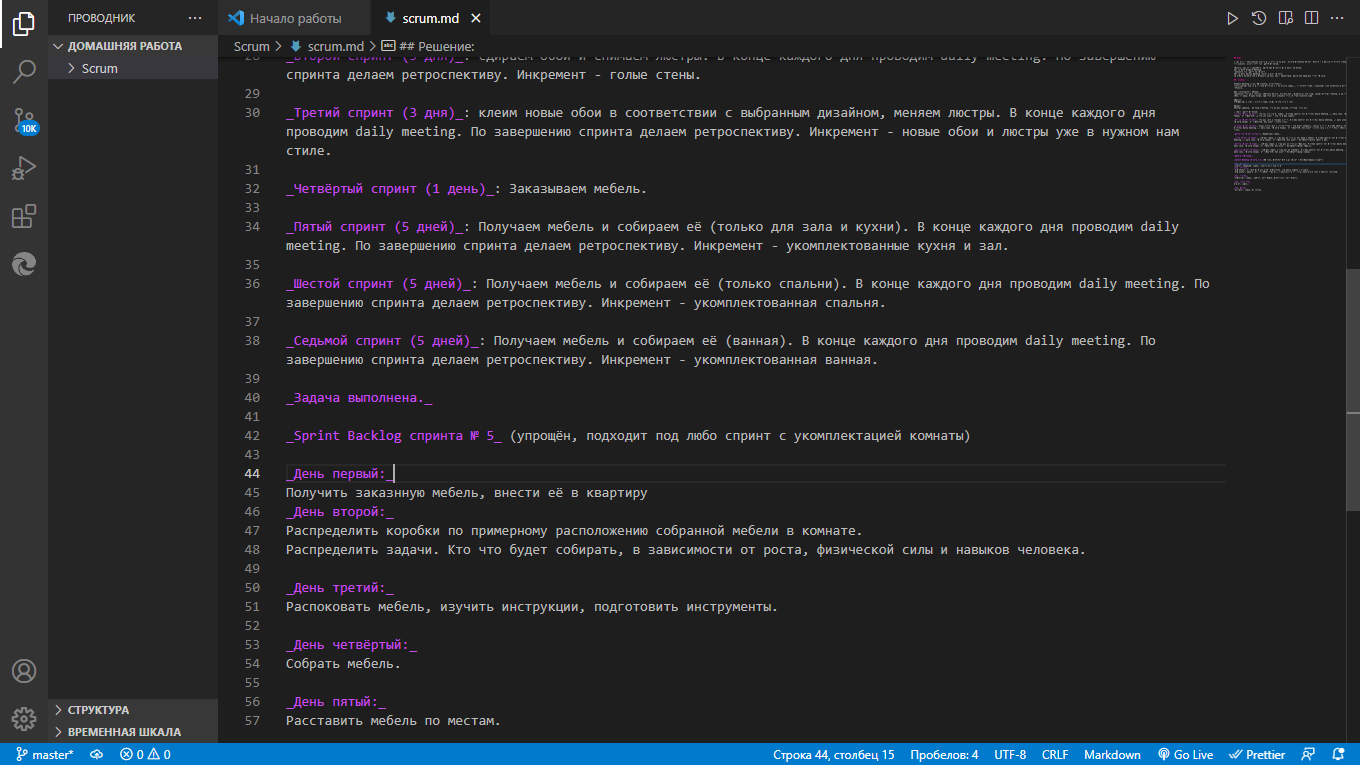 ПРОВОДНИК
Начало работы
scrum.md
ДОМАШНЯЯ РАБОТА
Scrum
Scrum > scrum.md > ## Решение:
28 _Второй спринт (3 дня)_: сдираем обои и снимаем люстры. В конце каждого дня проводим daily meeting. По завершению
спринта делаем ретроспективу. Инкремент - голые стены.
29
30 _Третий спринт (3 дня)_: клеим новые обои в соответствии с выбранным дизайном, меняем люстры. В конце каждого дня
проводим daily meeting. По завершению спринта делаем ретроспективу. Инкремент - новые обои и люстры уже в нужном нам
стиле.
31
32 _Четвёртый спринт (1 день)_: Заказываем мебель.
33
34 _Пятый спринт (5 дней)_: Получаем мебель и собираем её (только для зала и кухни). В конце каждого дня проводим daily
meeting. По завершению спринта делаем ретроспективу. Инкремент - укомплектованные кухня и зал.
35
36 _Шестой спринт (5 дней)_: Получаем мебель и собираем её (только спальни). В конце каждого дня проводим daily meeting. По
завершению спринта делаем ретроспективу. Инкремент - укомплектованная спальня.
37
38 _Седьмой спринт (5 дней)_: Получаем мебель и собираем её (ванная). В конце каждого дня проводим daily meeting. По
завершению спринта делаем ретроспективу. Инкремент - укомплектованная ванная.
39
40 _Задача выполнена._
41
42 _Sprint Backlog спринта № 5_ (упрощён, подходит под любо спринт с укомплектацией комнаты)
43
44 _День первый:_
45 Получить заказнную мебель, внести её в квартиру
46 _День второй:_
47 Распределить коробки по примерному расположению собранной мебели в комнате.
48 Распределить задачи. Кто что будет собирать, в зависимости от роста, физической силы и навыков человека.
49
50 _День третий:_
51 Распоковать мебель, изучить инструкции, подготовить инструменты.
52
53 _День четвёртый:_
54 Собрать мебель.
55
56 _День пятый:_
57 Расставить мебель по местам.
10K
СТРУКТУРА
ВРЕМЕННАЯ ШКАЛА
master* 0 0 Строка 44, столбец 15 Пробелов: 4 UTF-8 CRLF Markdown Go Live Prettier